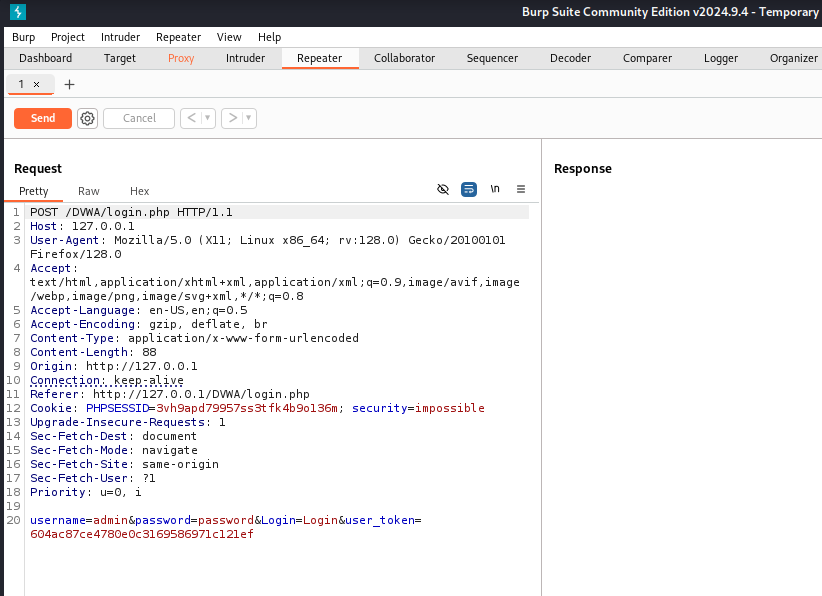 Burp Suite Community Edition v2024.9.4 - Temporary
Burp Project Intruder Repeater View Help
Dashboard Target Proxy Intruder Repeater Collaborator Sequencer Decoder Comparer Logger Organizer
1 × +
Send Cancel < >
Request
Response
Pretty Raw Hex \n
1 POST /DVWA/login.php HTTP/1.1
2 Host: 127.0.0.1
3 User-Agent: Mozilla/5.0 (X11; Linux x86_64; rv:128.0) Gecko/20100101
Firefox/128.0
4 Accept:
text/html,application/xhtml+xml,application/xml;q=0.9,image/avif,image
/webp,image/png,image/svg+xml,*/*;q=0.8
5 Accept-Language: en-US,en;q=0.5
6 Accept-Encoding: gzip, deflate, br
7 Content-Type: application/x-www-form-urlencoded
8 Content-Length: 88
9 Origin: http://127.0.0.1
10 Connection: keep-alive
11 Referer: http://127.0.0.1/DVWA/login.php
12 Cookie: PHPSESSID=3vh9apd79957ss3tfk4b9o136m; security=impossible
13 Upgrade-Insecure-Requests: 1
14 Sec-Fetch-Dest: document
15 Sec-Fetch-Mode: navigate
16 Sec-Fetch-Site: same-origin
17 Sec-Fetch-User: ?1
18 Priority: u=0, i
19
20 username=admin&password=password&Login=Login&user_token=
604ac87ce4780e0c3169586971c121ef